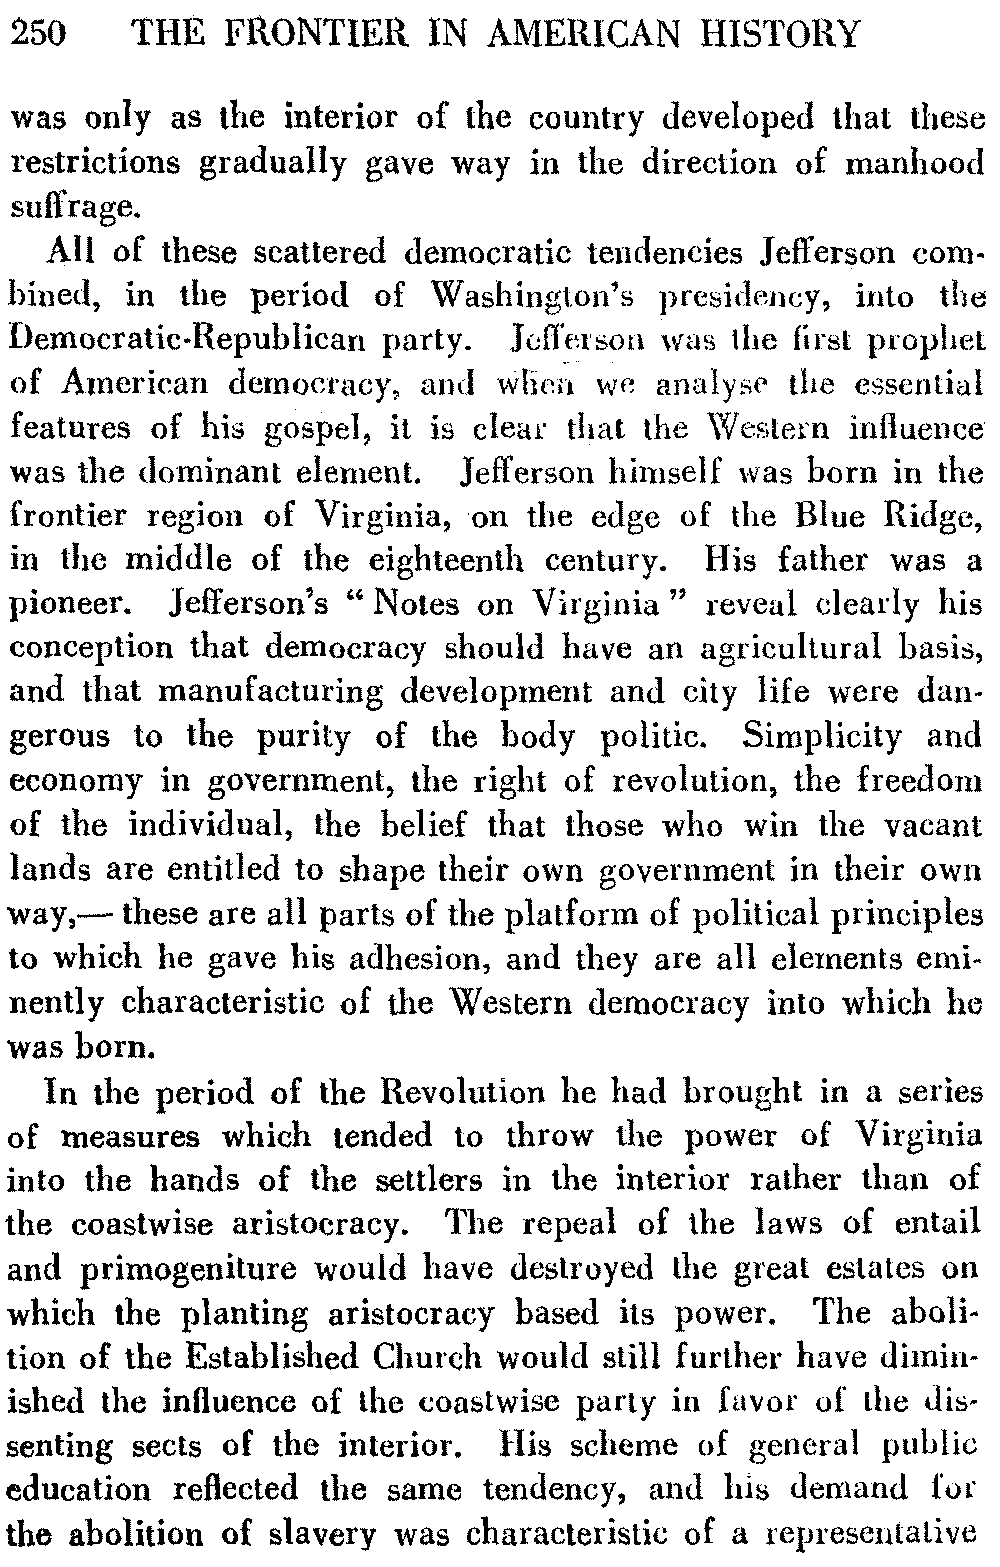 250 THE FRONTIER IN AMERICAN HISTORY
was only as the interior of the country developed that these
restrictions gradually gave way in the direction of manhood
suffrage.
All of these scattered democratic tendencies Jefferson com-
bined, in the period of Washington's presidency, into the
Democratic-Republican party. Jefferson was the first prophet
of American democracy, and when we analyse the essential
features of his gospel, it is clear that the Western influence
was the dominant element. Jefferson himself was born in the
frontier region of Virginia, on the edge of the Blue Ridge,
in the middle of the eighteenth century. His father was a
pioneer. Jefferson's “ Notes on Virginia ” reveal clearly his
conception that democracy should have an agricultural basis,
and that manufacturing development and city life were dan-
gerous to the purity of the body politic. Simplicity and
economy in government, the right of revolution, the freedom
of the individual, the belief that those who win the vacant
lands are entitled to shape their own government in their own
way,— these are all parts of the platform of political principles
to which he gave his adhesion, and they are all elements emi-
nently characteristic of the Western democracy into which he
was born.
In the period of the Revolution he had brought in a series
of measures which tended to throw the power of Virginia
into the hands of the settlers in the interior rather than of
the coastwise aristocracy. The repeal of the laws of entail
and primogeniture would have destroyed the great estates on
which the planting aristocracy based its power. The aboli-
tion of the Established Church would still further have dimin-
ished the influence of the coastwise party in favor of the dis-
senting sects of the interior. His scheme of general public
education reflected the same tendency, and his demand for
the abolition of slavery was characteristic of a representative